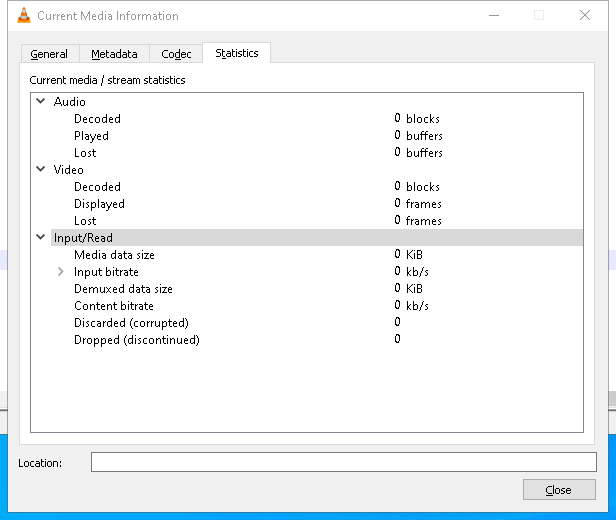 Current Media Information
General Metadata Codec Statistics
Current media / stream statistics
Audio
Decoded 0 blocks
Played 0 buffers
Lost 0 buffers
Video
Decoded 0 blocks
Displayed 0 frames
Lost 0 frames
Input/Read
Media data size 0 KiB
Input bitrate 0 kb/s
Demuxed data size 0 KiB
Content bitrate 0 kb/s
Discarded (corrupted) 0
Dropped (discontinued) 0
Location:
Close